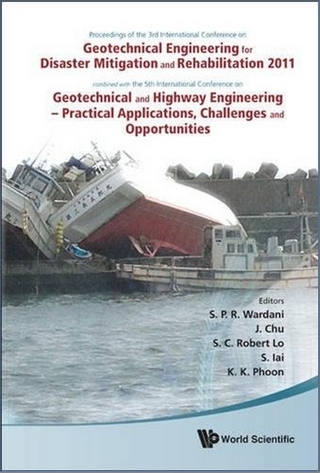 Proceedings of the 3rd International Conference on
Geotechnical Engineering for
Disaster Mitigation and Rehabilitation 2011
combined with the 5th International Conference on
Geotechnical and Highway Engineering
– Practical Applications, Challenges and
Opportunities
Editors
S. P. R. Wardani
J. Chu
S. C. Robert Lo
S. Iai
K. K. Phoon
World Scientific